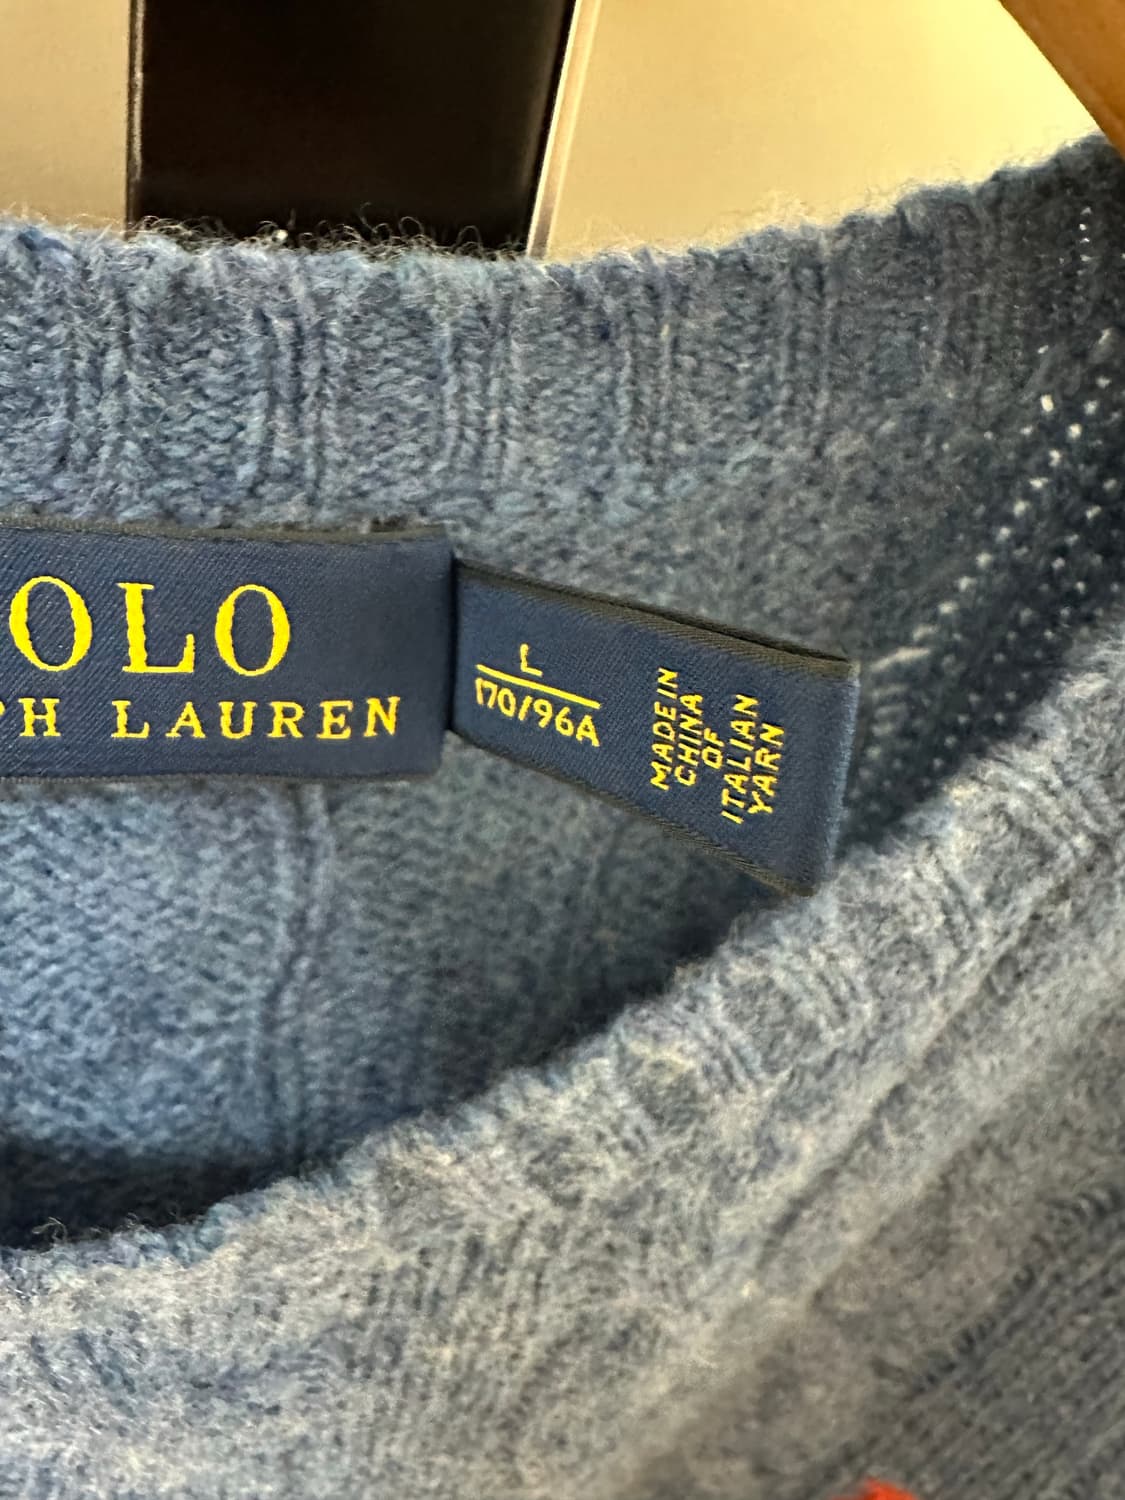 OLO
PH LAUREN
L
170/96A
MADE IN
CHINA
OF
ITALIAN
YARN